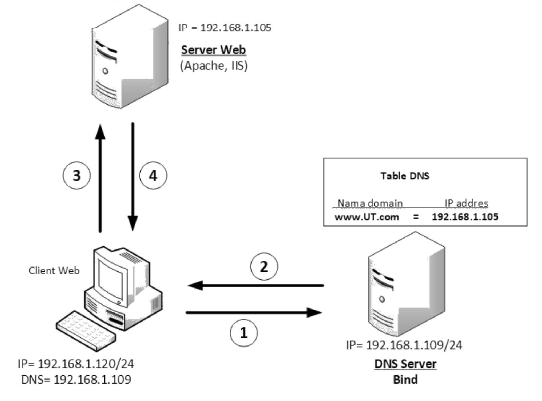 IP = 192.168.1.105
Server Web
(Apache, IIS)
3
4
Table DNS
Nama domain IP addres
www.UT.com = 192.168.1.105
Client Web
2
1
IP= 192.168.1.120/24
DNS= 192.168.1.109
IP= 192.168.1.109/24
DNS Server
Bind